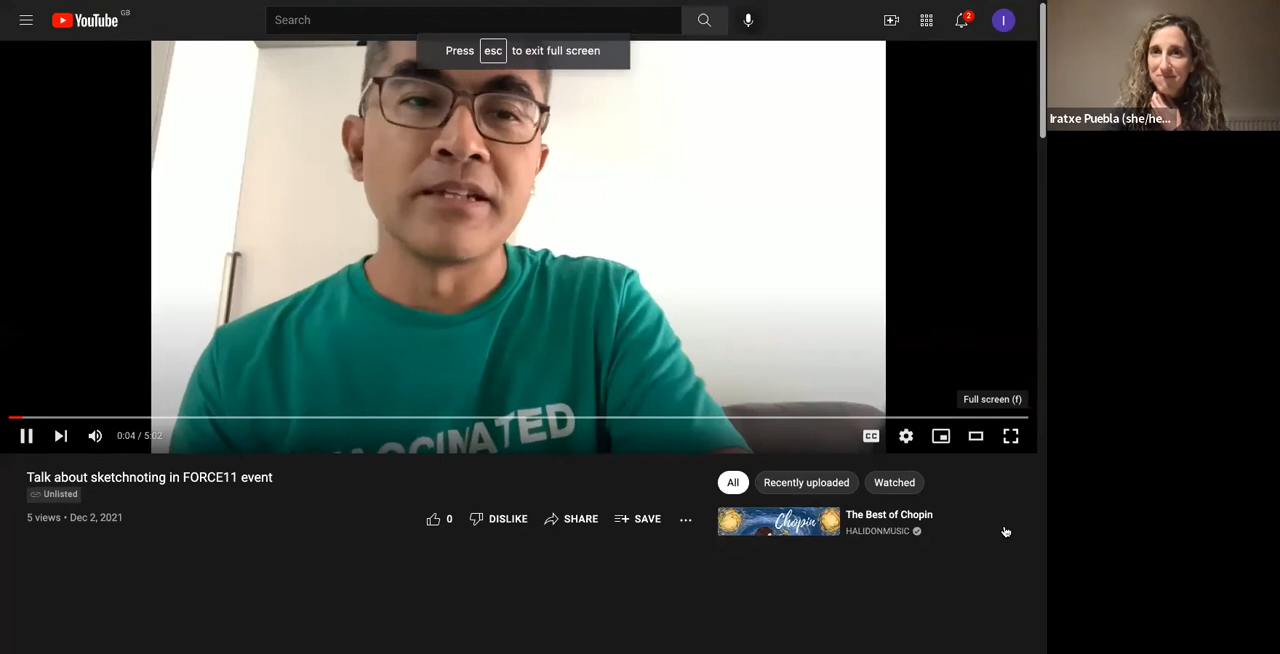 YouTube GB
Search
2
I
Press esc to exit full screen
Iratxe Puebla (she/he...
ACCINATED
Full screen (f)
0:04 / 5:02
CC
Talk about sketchnoting in FORCE11 event
Unlisted
5 views • Dec 2, 2021
0
DISLIKE
SHARE
SAVE
...
All
Recently uploaded
Watched
Chopin
The Best of Chopin
HALIDONMUSIC